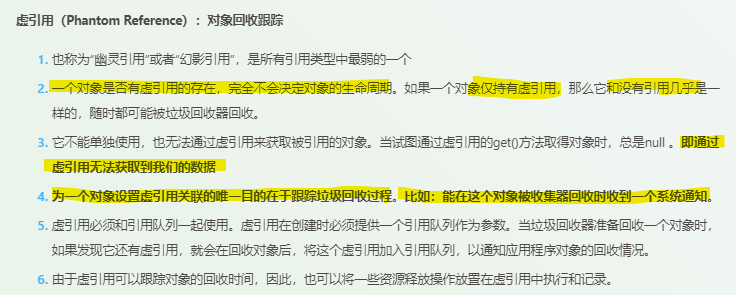 虚引用（Phantom Reference）：对象回收跟踪
1. 也称为“幽灵引用”或者“幻影引用”，是所有引用类型中最弱的一个
2. 一个对象是否有虚引用的存在，完全不会决定对象的生命周期。如果一个对象仅持有虚引用，那么它和没有引用几乎是一
样的，随时都可能被垃圾回收器回收。
3. 它不能单独使用，也无法通过虚引用来获取被引用的对象。当试图通过虚引用的get()方法取得对象时，总是null 。即通过
虚引用无法获取到我们的数据
4. 为一个对象设置虚引用关联的唯一目的在于跟踪垃圾回收过程。比如：能在这个对象被收集器回收时收到一个系统通知。
5. 虚引用必须和引用队列一起使用。虚引用在创建时必须提供一个引用队列作为参数。当垃圾回收器准备回收一个对象时，
如果发现它还有虚引用，就会在回收对象后，将这个虚引用加入引用队列，以通知应用程序对象的回收情况。
6. 由于虚引用可以跟踪对象的回收时间，因此，也可以将一些资源释放操作放置在虚引用中执行和记录。